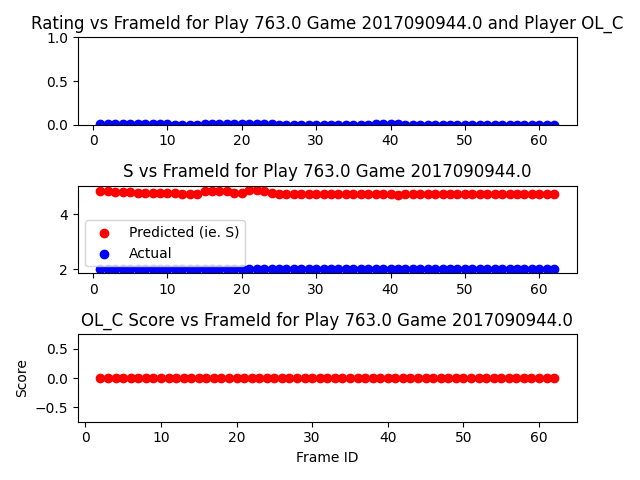 Rating vs FrameId for Play 763.0 Game 2017090944.0 and Player OL_C
1.0
0.5
0.0
0 10 20 30 40 50 60
S vs FrameId for Play 763.0 Game 2017090944.0
4
Predicted (ie. S)
Actual
2
0 10 20 30 40 50 60
OL_C Score vs FrameId for Play 763.0 Game 2017090944.0
0.5
0.0
−0.5
Score
0 10 20 30 40 50 60
Frame ID